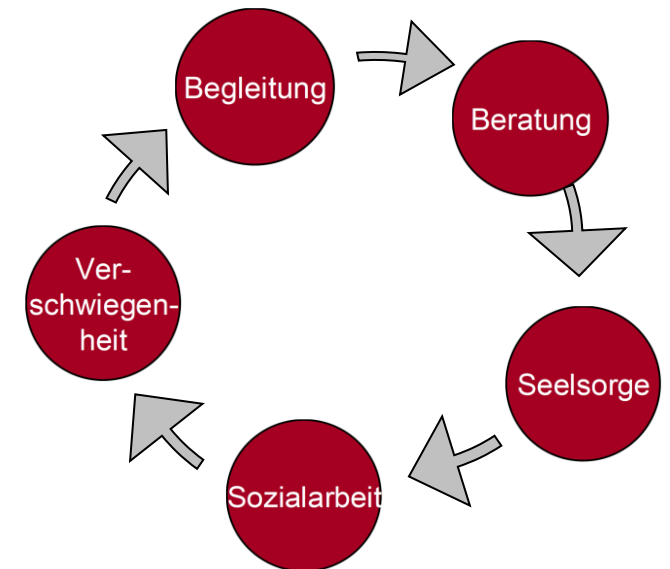 Begleitung
Beratung
Seelsorge
Sozialarbeit
Ver-
schwiegen-
heit